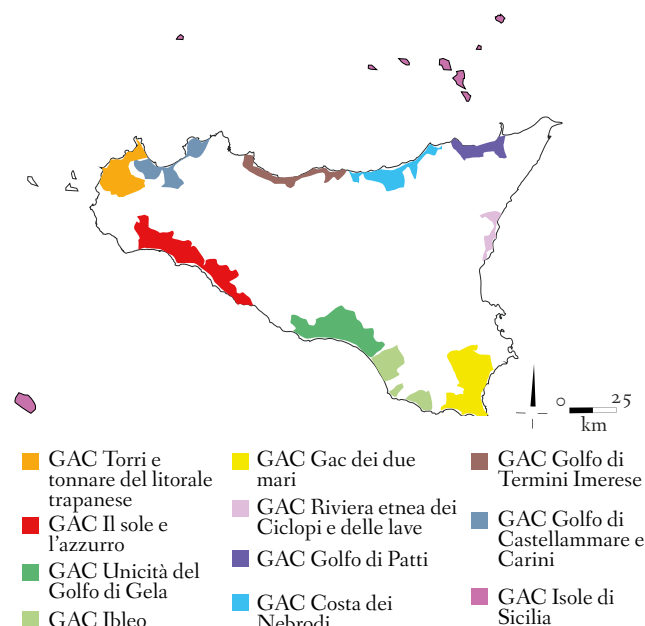 25
km
GAC Torri e
tonnare del litorale
trapanese
GAC Il sole e
l'azzurro
GAC Unicità del
Golfo di Gela
GAC Ibleo
GAC Gac dei due
mari
GAC Riviera etnea dei
Ciclopi e delle lave
GAC Golfo di Patti
GAC Costa dei
Nebrodi
GAC Golfo di
Termini Imerese
GAC Golfo di
Castellammare e
Carini
GAC Isole di
Sicilia